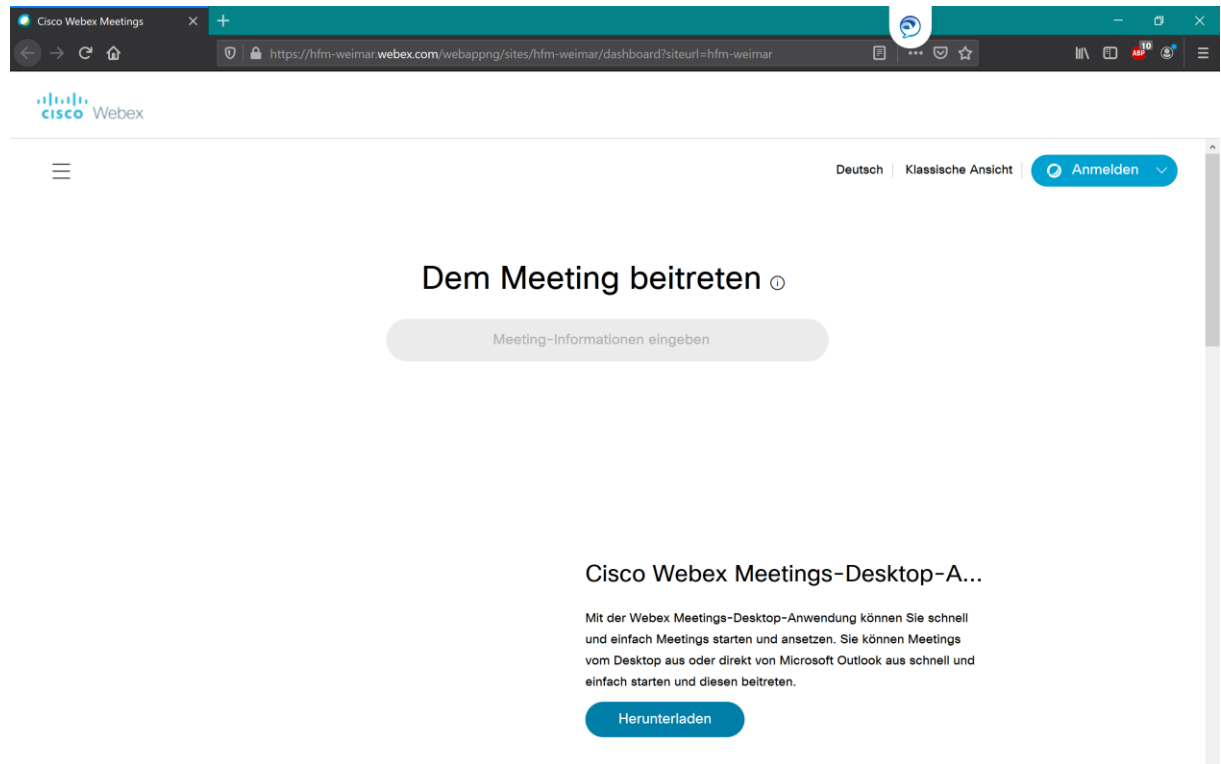 Cisco Webex Meetings
https://hfm-weimar.webex.com/webappng/sites/hfm-weimar/dashboard?siteurl=hfm-weimar
ABP 10
CISCO Webex
Deutsch Klassische Ansicht Anmelden
Dem Meeting beitreten
Meeting-Informationen eingeben
Cisco Webex Meetings-Desktop-A...
Mit der Webex Meetings-Desktop-Anwendung können Sie schnell
und einfach Meetings starten und ansetzen. Sie können Meetings
vom Desktop aus oder direkt von Microsoft Outlook aus schnell und
einfach starten und diesen beitreten.
Herunterladen